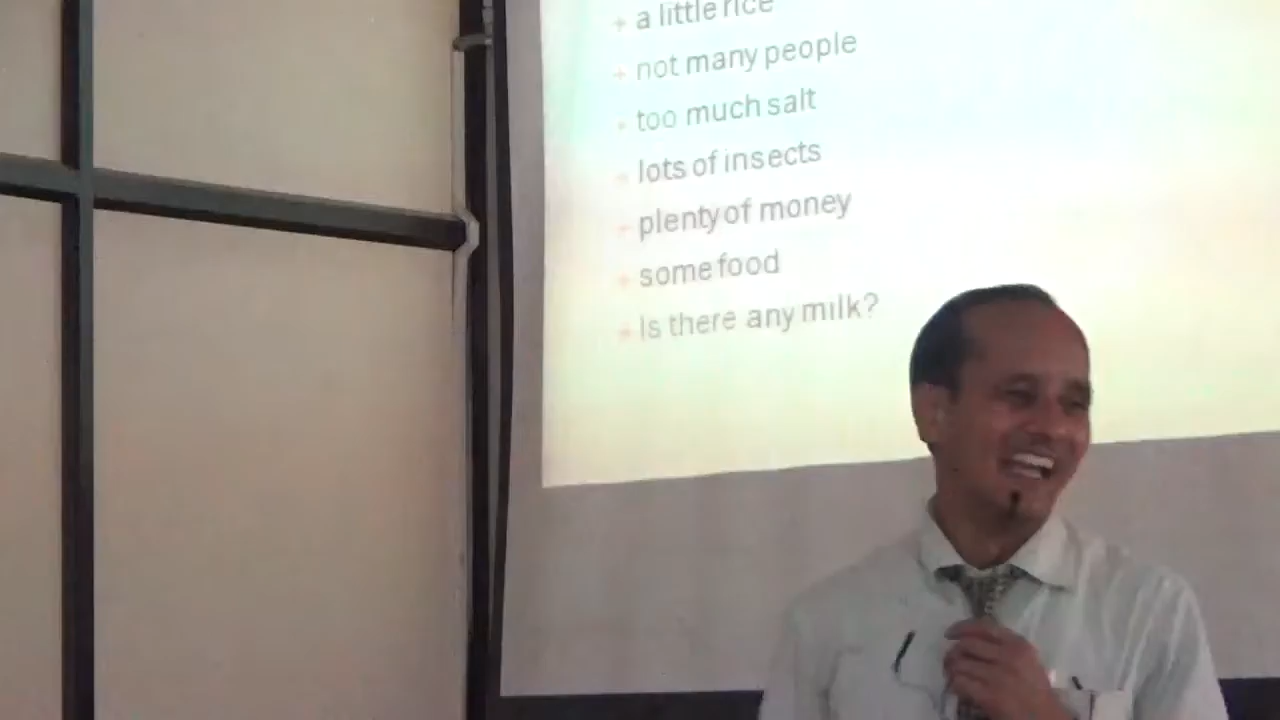 a little rice
not many people
too much salt
lots of insects
plenty of money
some food
Is there any milk?